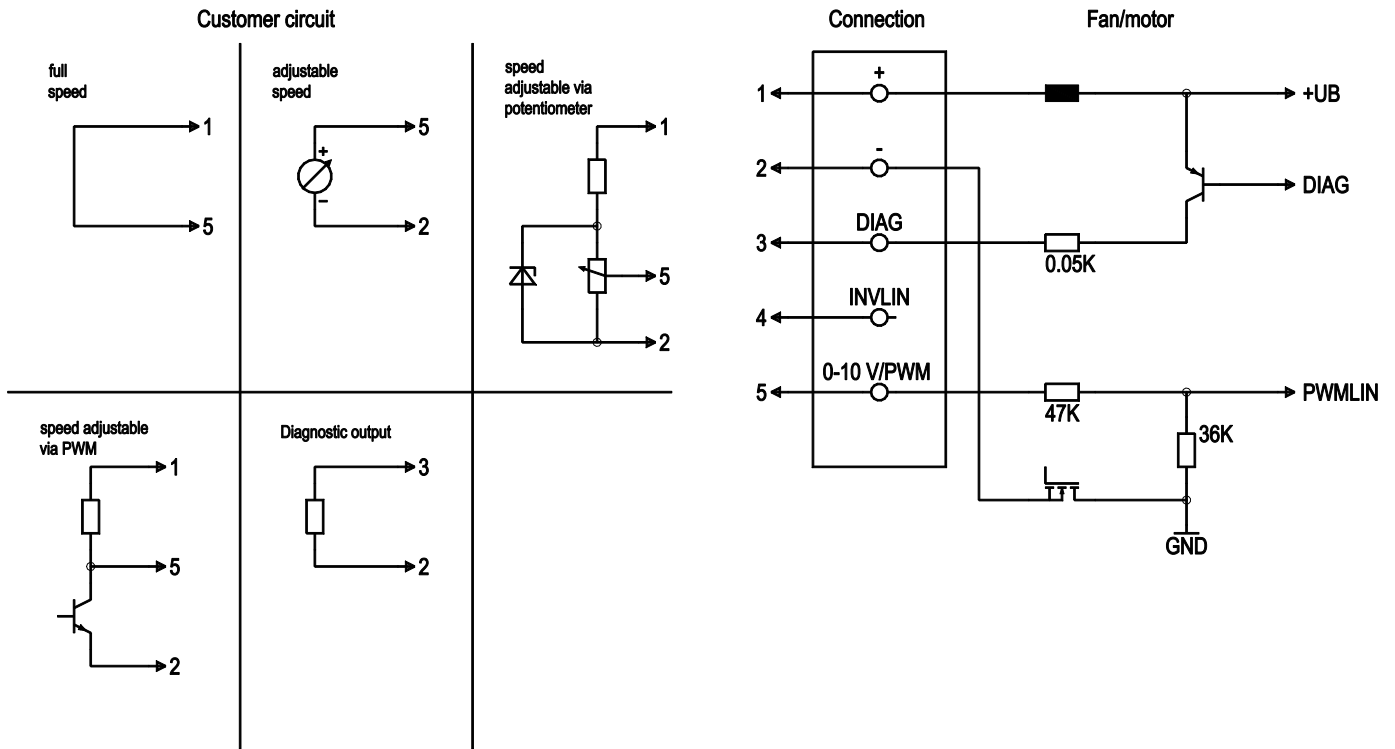 Customer circuit
full
speed
1
5
adjustable
speed
5
+
−
2
speed
adjustable via
potentiometer
1
5
2
speed adjustable
via PWM
1
5
2
Diagnostic output
3
2
Connection
Fan/motor
+
1
+UB
-
2
DIAG
DIAG
3
0.05K
INVLIN
4
0-10 V/PWM
5
PWMLIN
47K
36K
GND